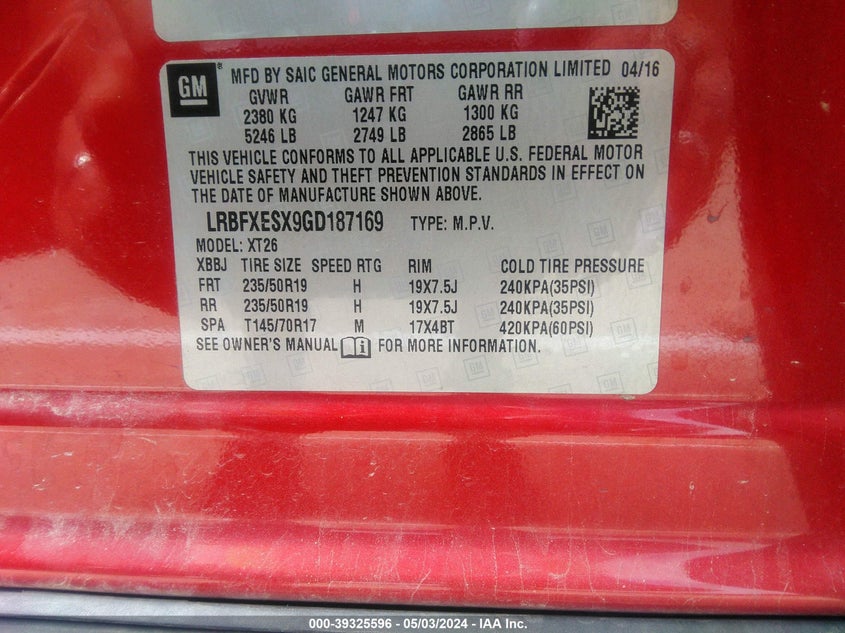 GM ® MFD BY SAIC GENERAL MOTORS CORPORATION LIMITED 04/16
GVWR GAWR FRT GAWR RR
2380 KG 1247 KG 1300 KG
5246 LB 2749 LB 2865 LB
THIS VEHICLE CONFORMS TO ALL APPLICABLE U.S. FEDERAL MOTOR
VEHICLE SAFETY AND THEFT PREVENTION STANDARDS IN EFFECT ON
THE DATE OF MANUFACTURE SHOWN ABOVE.
LRBFXESX9GD187169 TYPE: M.P.V.
MODEL: XT26
XBBJ TIRE SIZE SPEED RTG RIM COLD TIRE PRESSURE
FRT 235/50R19 H 19X7.5J 240KPA(35PSI)
RR 235/50R19 H 19X7.5J 240KPA(35PSI)
SPA T145/70R17 M 17X4BT 420KPA(60PSI)
SEE OWNER'S MANUAL FOR MORE INFORMATION.
000-39325596 - 05/03/2024 - IAA Inc.